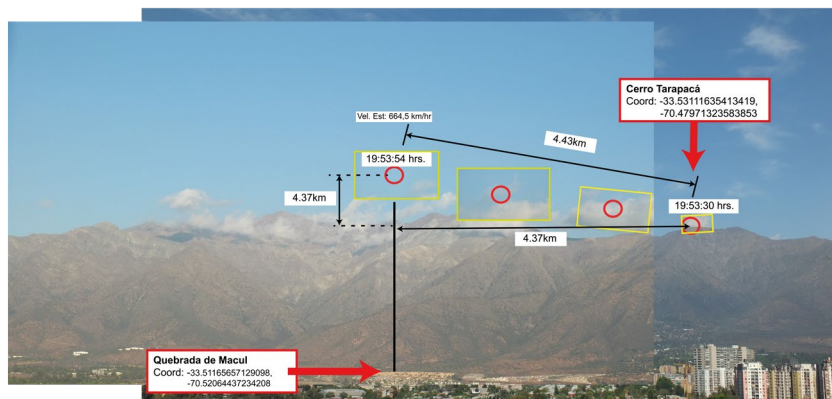 Cerro Tarapacá
Coord: -33.53111635413419,
-70.47971323583853
Vel. Est: 664,5 km/hr
4.43km
19:53:54 hrs.
4.37km
19:53:30 hrs.
4.37km
Quebrada de Macul
Coord: -33.51165657129098,
-70.52064437234208